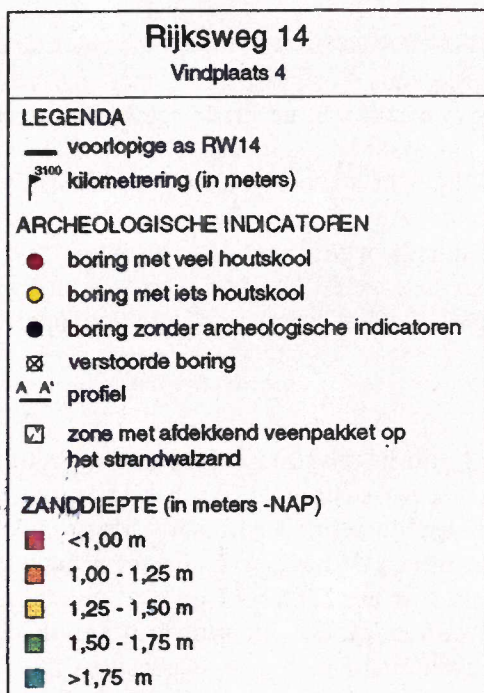 Rijksweg 14
Vindplaats 4
LEGENDA
voorlopige as RW14
3100 kilometrering (in meters)
ARCHEOLOGISCHE INDICATOREN
boring met veel houtskool
boring met iets houtskool
boring zonder archeologische indicatoren
verstoorde boring
A A' profiel
zone met afdekkend veenpakket op
het strandwalzand
ZANDDIEPTE (in meters -NAP)
<1,00 m
1,00 - 1,25 m
1,25 - 1,50 m
1,50 - 1,75 m
>1,75 m